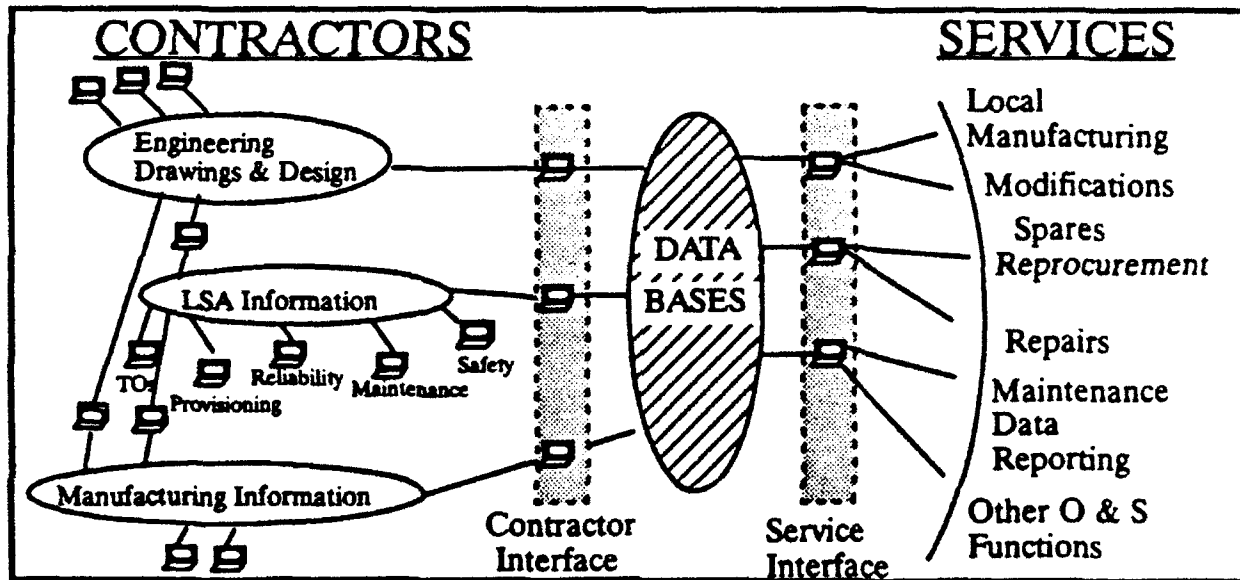 CONTRACTORS
SERVICES
Engineering
Drawings & Design
LSA Information
TO
Provisioning
Reliability
Maintenance
Safety
Manufacturing Information
Contractor
Interface
DATA
BASES
Service
Interface
Local
Manufacturing
Modifications
Spares
Reprocurement
Repairs
Maintenance
Data
Reporting
Other O & S
Functions